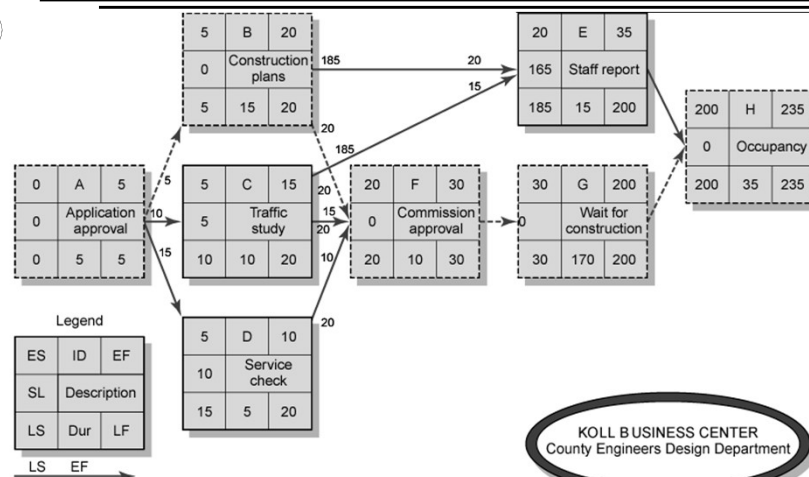 5 B 20
0 Construction plans
5 15 20
185 20
20 E 35
165 Staff report
185 15 200
15
20
185
200 H 235
0 Occupancy
200 35 235
0 A 5
0 Application approval
0 5 5
5
10
15
5 C 15
5 Traffic study
10 10 20
20
15
20
20 F 30
0 Commission approval
20 10 30
30 G 200
0 Wait for construction
30 170 200
10
20
5 D 10
10 Service check
15 5 20
Legend
ES ID EF
SL Description
LS Dur LF
LS EF
KOLL BUSINESS CENTER
County Engineers Design Department